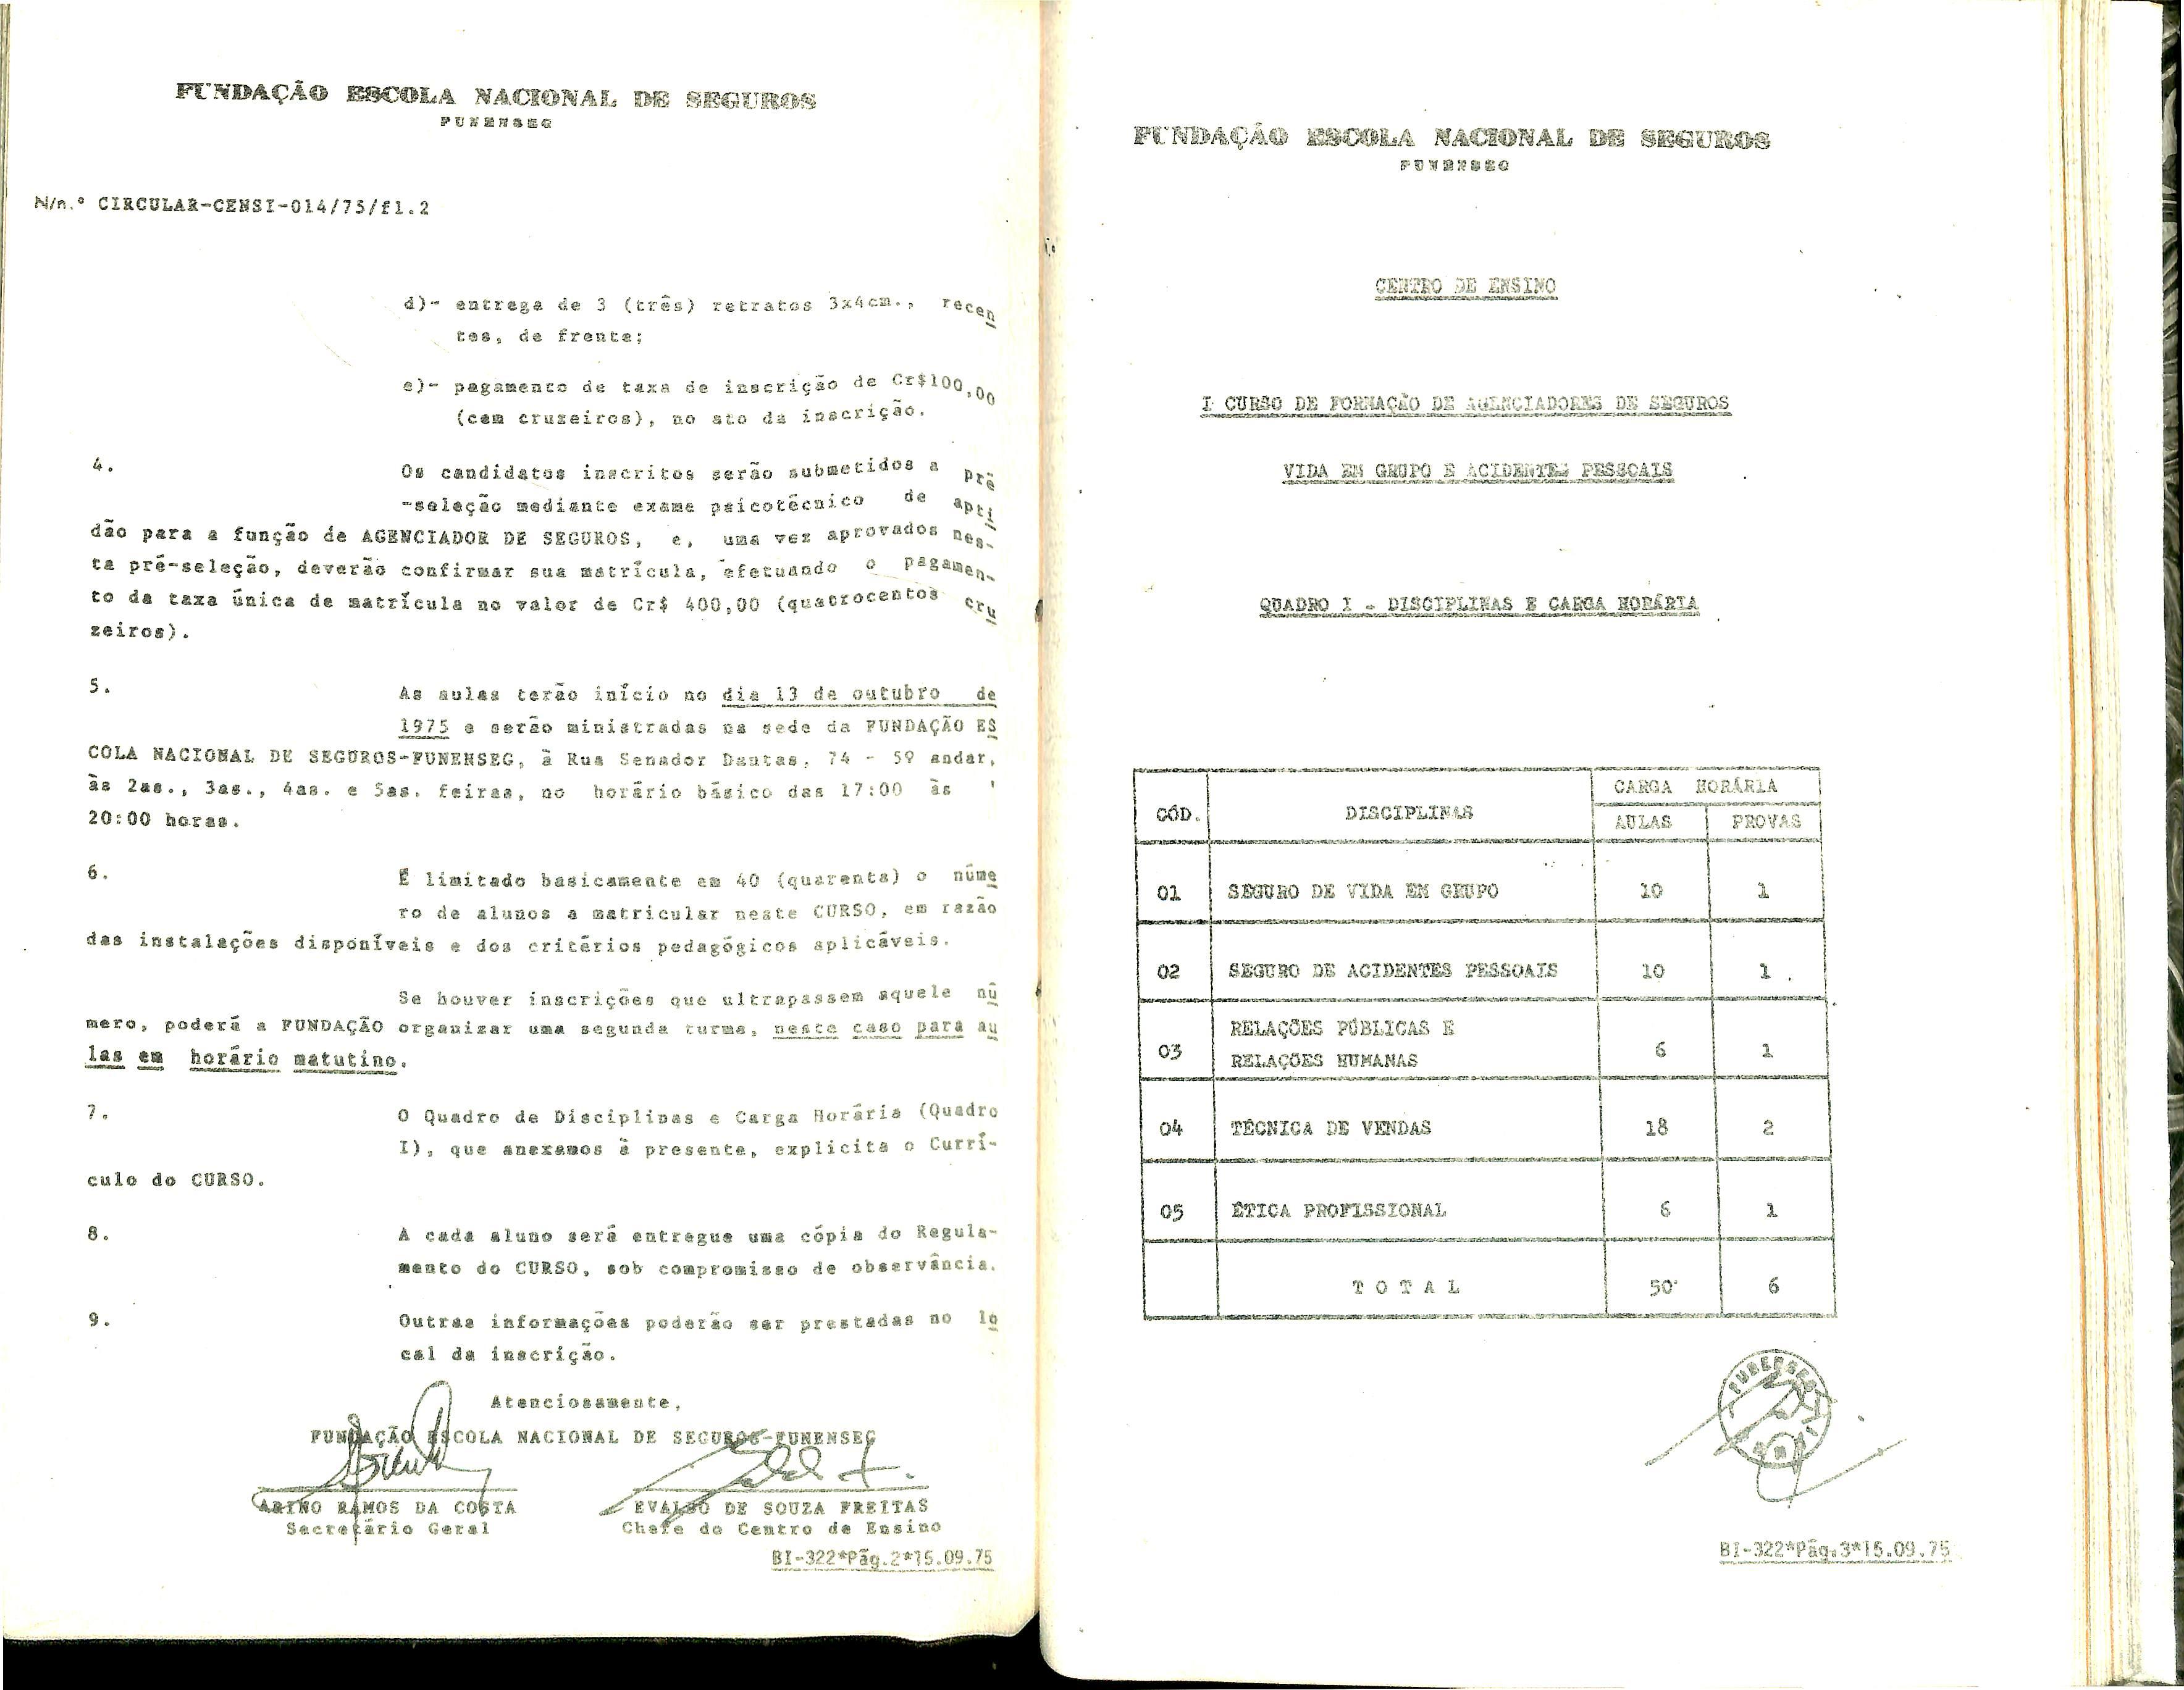 FUNDAÇÃO ESCOLA NACIONAL DE SEGUROS
FUNENSEG
N/n.º CIRCULAR-CENSI-014/75/fl.2
d)- entrega de 3 (três) retratos 3x4cm., recen
tes, de frente;
e)- pagamento de taxa de inscrição de Cr$100,00
(cem cruzeiros), no ato da inscrição.
4. Os candidatos inscritos serão submetidos a pré
-seleção mediante exame psicotécnico de apti
dão para a função de AGENCIADOR DE SEGUROS, e, uma vez aprovados nes-
ta pré-seleção, deverão confirmar sua matrícula, efetuando o pagamen-
to da taxa única de matrícula no valor de Cr$ 400,00 (quatrocentos cru
zeiros).
5. As aulas terão início no dia 13 de outubro de
1975 e serão ministradas na sede da FUNDAÇÃO ES
COLA NACIONAL DE SEGUROS-FUNENSEG, à Rua Senador Dantas, 74 - 5º andar,
às 2as., 3as., 4as. e 5as. feiras, no horário básico das 17:00 às '
20:00 horas.
6. É limitado basicamente em 40 (quarenta) o núme
ro de alunos a matricular neste CURSO, em razão
das instalações disponíveis e dos critérios pedagógicos aplicáveis.
Se houver inscrições que ultrapassem aquele nú
mero, poderá a FUNDAÇÃO organizar uma segunda turma, neste caso para au
las em horário matutino.
7. O Quadro de Disciplinas e Carga Horária (Quadro
I), que anexamos à presente, explicita o Currí-
culo do CURSO.
8. A cada aluno será entregue uma cópia do Regula-
mento do CURSO, sob compromisso de observância.
9. Outras informações poderão ser prestadas no lo
cal da inscrição.
Atenciosamente,
FUNDAÇÃO ESCOLA NACIONAL DE SEGUROS-FUNENSEG
ARINO RAMOS DA COSTA EVALDO DE SOUZA FREITAS
Secretário Geral Chefe do Centro de Ensino
BI-322*Pág.2*15.09.75
FUNDAÇÃO ESCOLA NACIONAL DE SEGUROS
FUNENSEG
CENTRO DE ENSINO
I CURSO DE FORMAÇÃO DE AGENCIADORES DE SEGUROS
VIDA EM GRUPO E ACIDENTES PESSOAIS
QUADRO I - DISCIPLINAS E CARGA HORÁRIA
CARGA HORÁRIA
CÓD. DISCIPLINAS
AULAS PROVAS
01 SEGURO DE VIDA EM GRUPO 10 1
02 SEGURO DE ACIDENTES PESSOAIS 10 1
RELAÇÕES PÚBLICAS E
03 RELAÇÕES HUMANAS 6 1
04 TÉCNICA DE VENDAS 18 2
05 ÉTICA PROFISSIONAL 6 1
TOTAL 50 6
FUNENSEG
BI-322*Pág.3*15.09.75